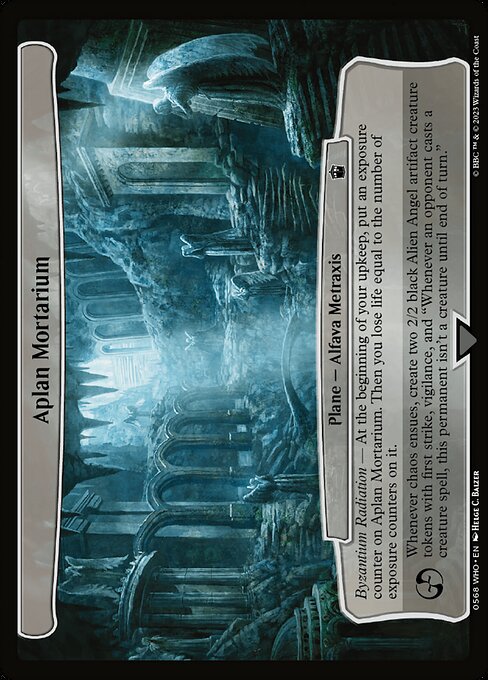 Aplan Mortarium
Plane — Alfava Metraxis
Byzantium Radiation — At the beginning of your upkeep, put an exposure
counter on Aplan Mortarium. Then you lose life equal to the number of
exposure counters on it.
Whenever chaos ensues, create two 2/2 black Alien Angel artifact creature
tokens with first strike, vigilance, and “Whenever an opponent casts a
creature spell, this permanent isn’t a creature until end of turn.”
0568 WHO • EN Helge C. Balzer
© BBC ™ & © 2023 Wizards of the Coast